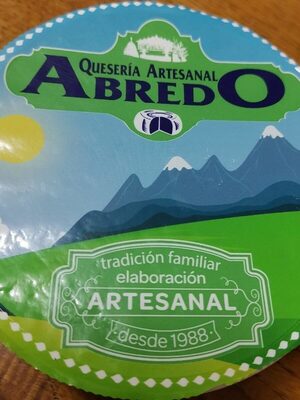 QUESERÍA ARTESANAL
ABREDO
tradición familiar
elaboración
ARTESANAL
desde 1988